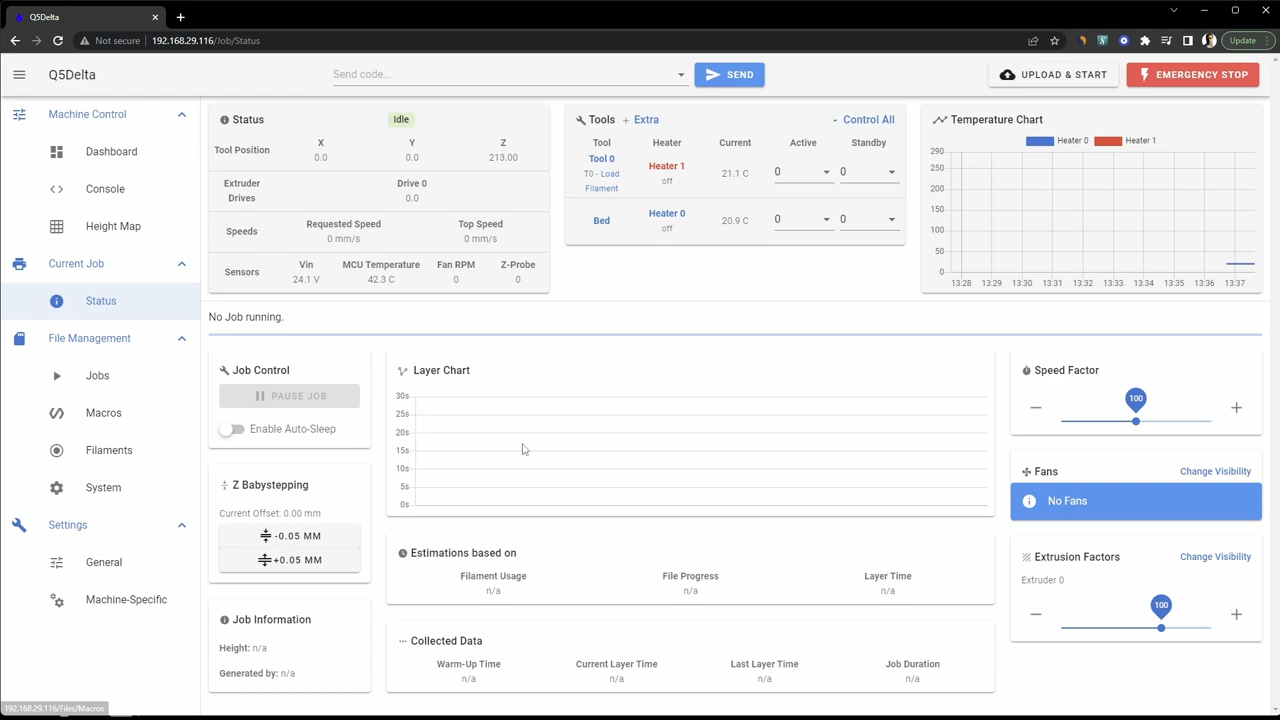 Q5Delta
Not secure 192.168.29.116/Job/Status
Update
Q5Delta
Send code...
SEND
UPLOAD & START
EMERGENCY STOP
Machine Control
Dashboard
Console
Height Map
Current Job
Status
File Management
Jobs
Macros
Filaments
System
Settings
General
Machine-Specific
Status
Idle
Tool Position
X
Y
Z
0.0
0.0
213.00
Extruder
Drives
Drive 0
0.0
Speeds
Requested Speed
Top Speed
0 mm/s
0 mm/s
Sensors
Vin
MCU Temperature
Fan RPM
Z-Probe
24.1 V
42.3 C
0
0
Tools + Extra
Control All
Tool
Heater
Current
Active
Standby
Tool 0
T0 - Load
Filament
Heater 1
off
21.1 C
0
0
Bed
Heater 0
off
20.9 C
0
0
Temperature Chart
Heater 0
Heater 1
290
250
200
150
100
50
0
13:28 13:29 13:30 13:31 13:32 13:33 13:34 13:35 13:36 13:37
No Job running.
Job Control
PAUSE JOB
Enable Auto-Sleep
Z Babystepping
Current Offset: 0.00 mm
-0.05 MM
+0.05 MM
Job Information
Height: n/a
Generated by: n/a
Layer Chart
30s
25s
20s
15s
10s
5s
0s
Estimations based on
Filament Usage
File Progress
Layer Time
n/a
n/a
n/a
Collected Data
Warm-Up Time
Current Layer Time
Last Layer Time
Job Duration
n/a
n/a
n/a
n/a
Speed Factor
100
Fans
Change Visibility
No Fans
Extrusion Factors
Change Visibility
Extruder 0
100
192.168.29.116/Files/Macros